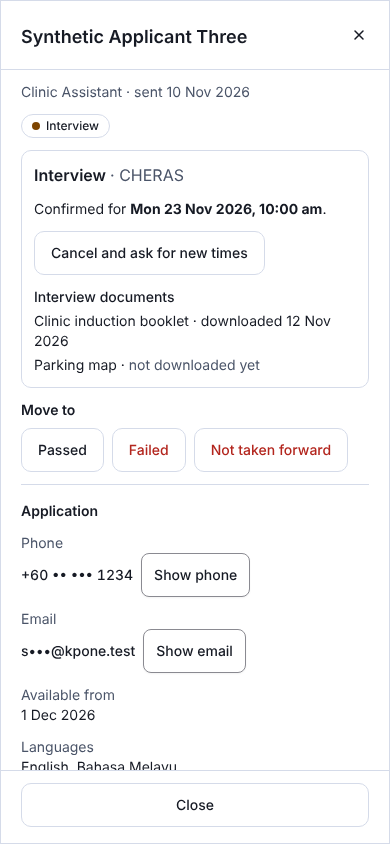 Synthetic Applicant Three
Clinic Assistant · sent 10 Nov 2026
Interview
Interview · CHERAS
Confirmed for Mon 23 Nov 2026, 10:00 am.
Cancel and ask for new times
Interview documents
Clinic induction booklet · downloaded 12 Nov
2026
Parking map · not downloaded yet
Move to
Passed
Failed
Not taken forward
Application
Phone
+60 •• ••• 1234
Show phone
Email
s•••@kpone.test
Show email
Available from
1 Dec 2026
Languages
English, Bahasa Melayu
Close